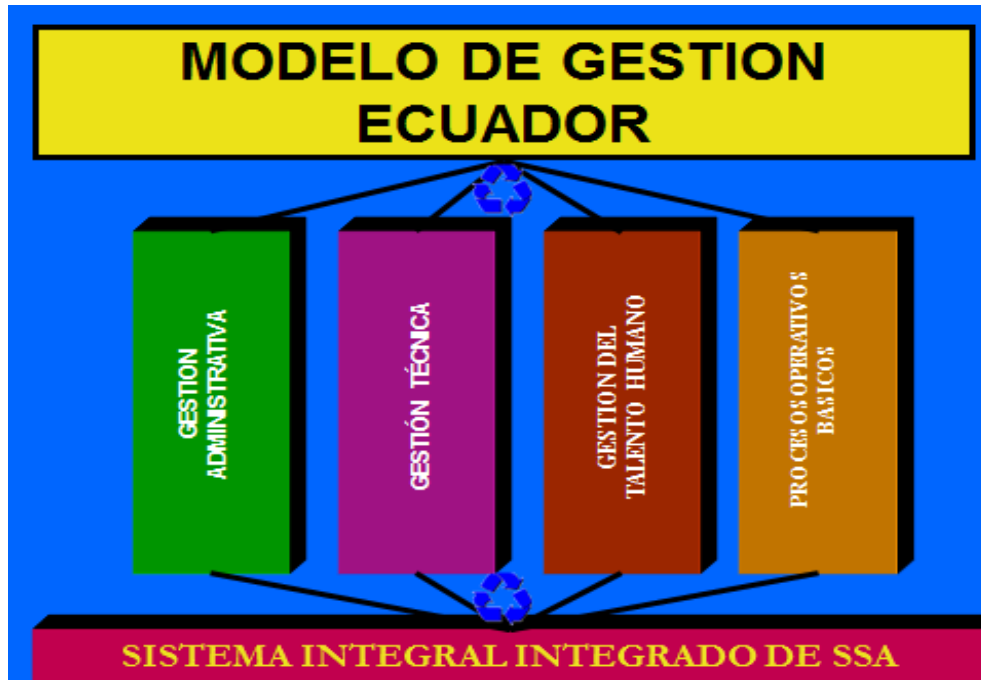 MODELO DE GESTION
ECUADOR
GESTION
ADMINISTRATIVA
GESTIÓN TÉCNICA
GESTION DEL
TALENTO HUMANO
PROCESOS OPERATIVOS
BASICOS
SISTEMA INTEGRAL INTEGRADO DE SSA